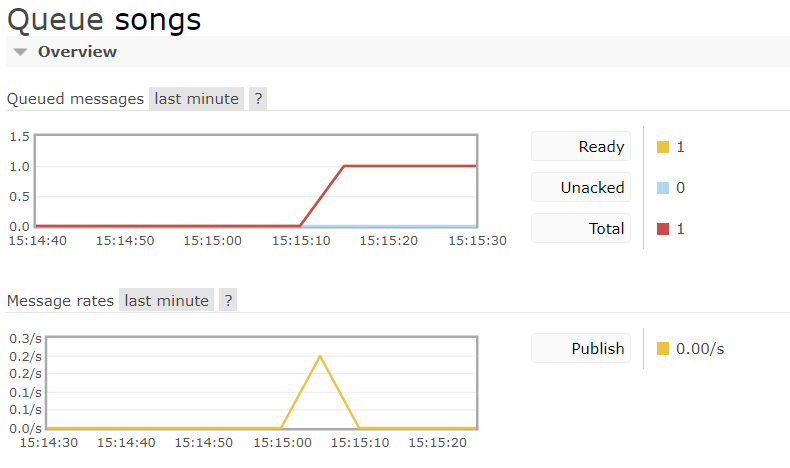 Queue songs
Overview
Queued messages last minute ?
1.5
1.0
0.5
0.0
15:14:40 15:14:50 15:15:00 15:15:10 15:15:20 15:15:30
Ready 1
Unacked 0
Total 1
Message rates last minute ?
0.3/s
0.2/s
0.2/s
0.1/s
0.1/s
0.0/s
15:14:30 15:14:40 15:14:50 15:15:00 15:15:10 15:15:20
Publish 0.00/s